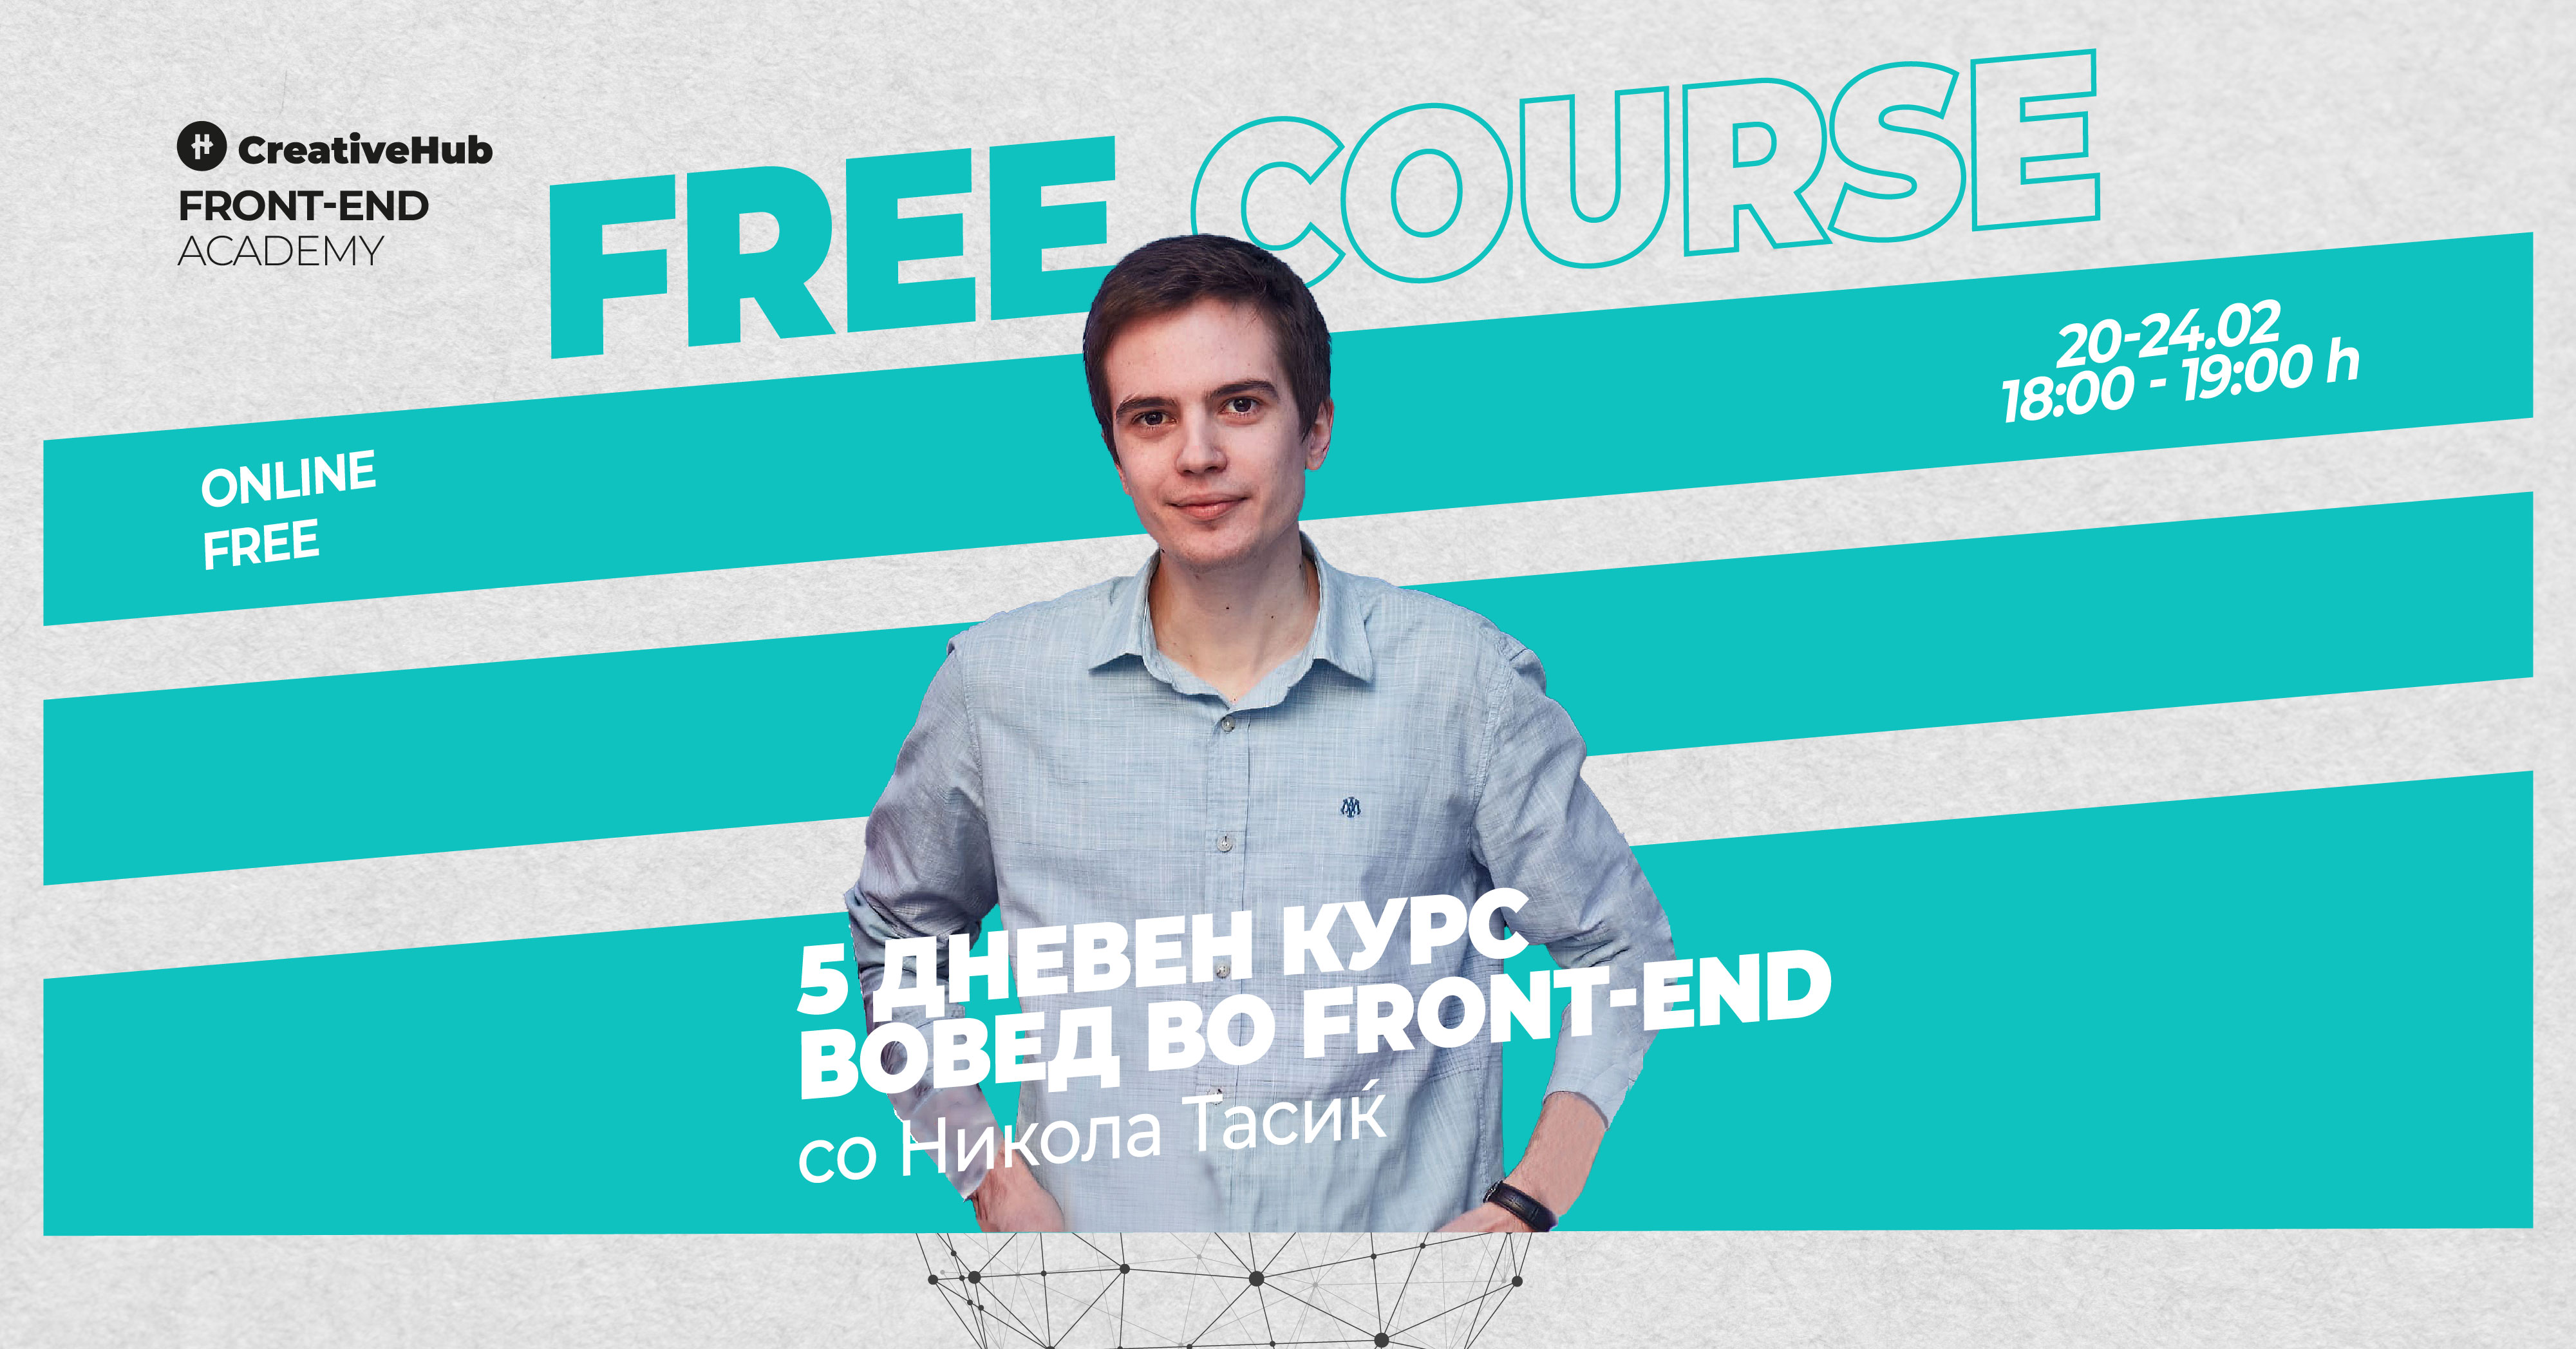 CreativeHub
FRONT-END
ACADEMY
FREE COURSE
20-24.02
18:00 - 19:00 h
ONLINE
FREE
5 ДНЕВЕН КУРС
ВОВЕД ВО FRONT-END
со Никола Тасиќ